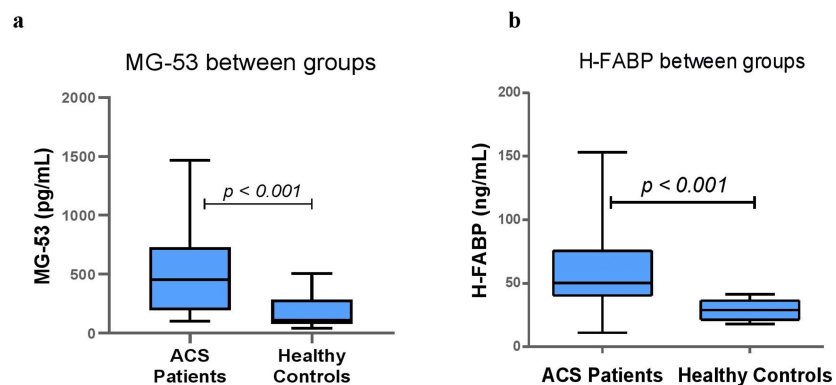 a
MG-53 between groups
2000
1500
1000
500
0
MG-53 (pg/mL)
p < 0.001
ACS
Patients
Healthy
Controls
b
H-FABP between groups
200
150
100
50
0
H-FABP (ng/mL)
p < 0.001
ACS Patients
Healthy Controls